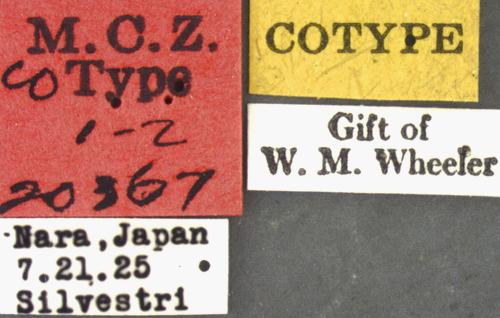 M.C.Z.
CO Type
1-2
20367
COTYPE
Gift of
W. M. Wheeler
Nara, Japan
7.21.25
Silvestri